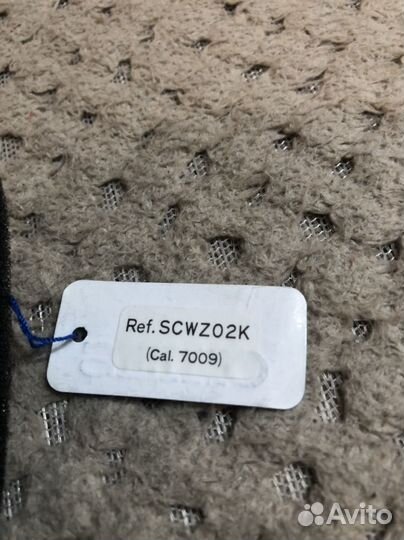 Ref. SCWZ02K
(Cal. 7009)
Avito